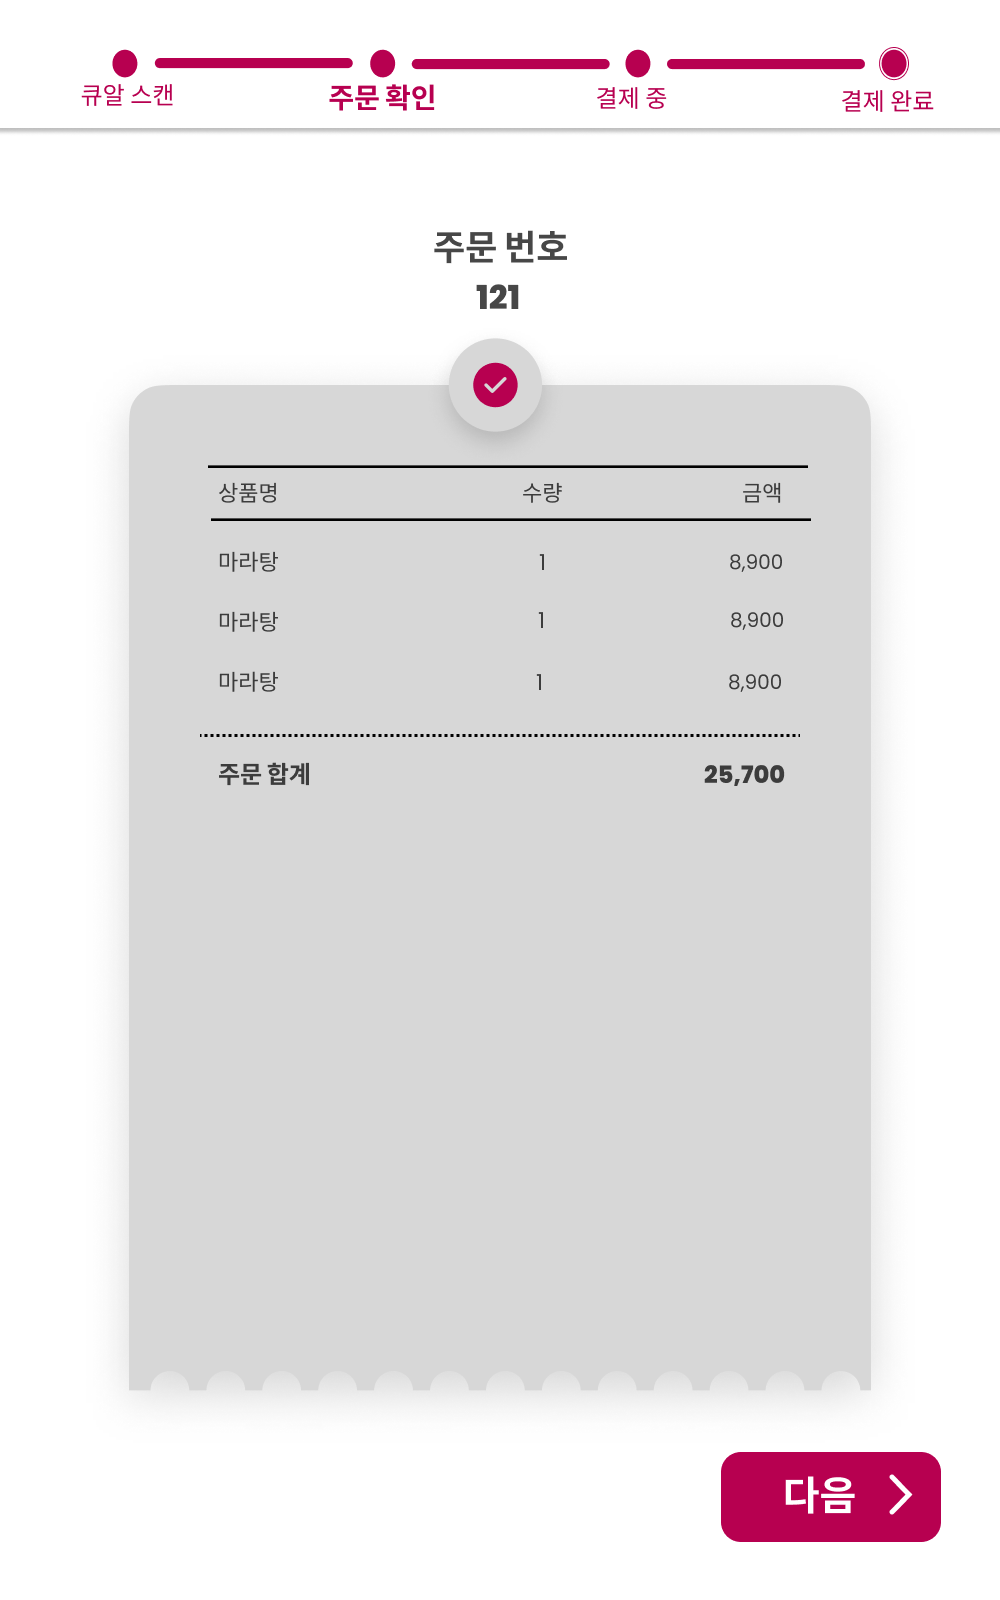 큐알 스캔 주문 확인 결제 중 결제 완료
주문 번호
121
상품명 수량 금액
마라탕 1 8,900
마라탕 1 8,900
마라탕 1 8,900
주문 합계 25,700
다음